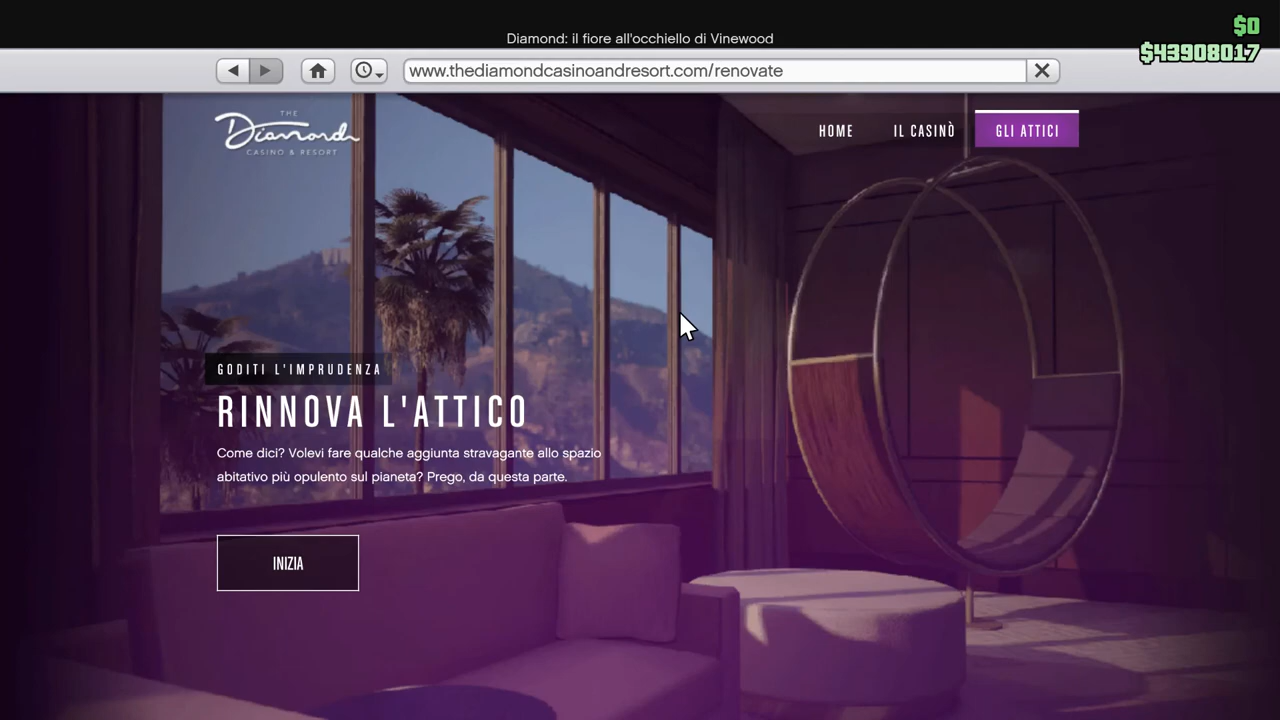 $0
Diamond: il fiore all'occhiello di Vinewood
$43908017
www.thediamondcasinoandresort.com/renovate
THE
Diamond
CASINO & RESORT
HOME
IL CASINÒ
GLI ATTICI
GODITI L'IMPRUDENZA
RINNOVA L'ATTICO
Come dici? Volevi fare qualche aggiunta stravagante allo spazio
abitativo più opulento sul pianeta? Prego, da questa parte.
INIZIA